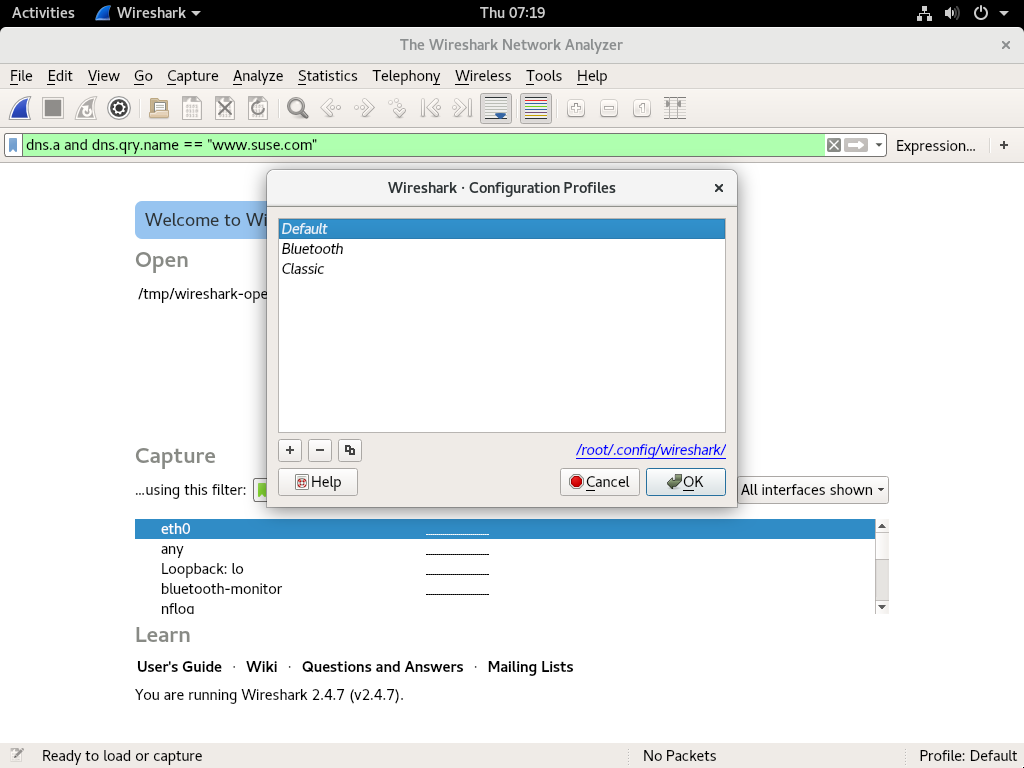 Activities Wireshark Thu 07:19
The Wireshark Network Analyzer
File Edit View Go Capture Analyze Statistics Telephony Wireless Tools Help
dns.a and dns.qry.name == "www.suse.com" Expression... +
Wireshark · Configuration Profiles
Welcome to
Default
Bluetooth
Open
Classic
/tmp/wireshark-ope
+ − /root/.config/wireshark/
Capture
Help Cancel OK
...using this filter: All interfaces shown
eth0
any
Loopback: lo
bluetooth-monitor
nflog
Learn
User's Guide · Wiki · Questions and Answers · Mailing Lists
You are running Wireshark 2.4.7 (v2.4.7).
Ready to load or capture No Packets Profile: Default